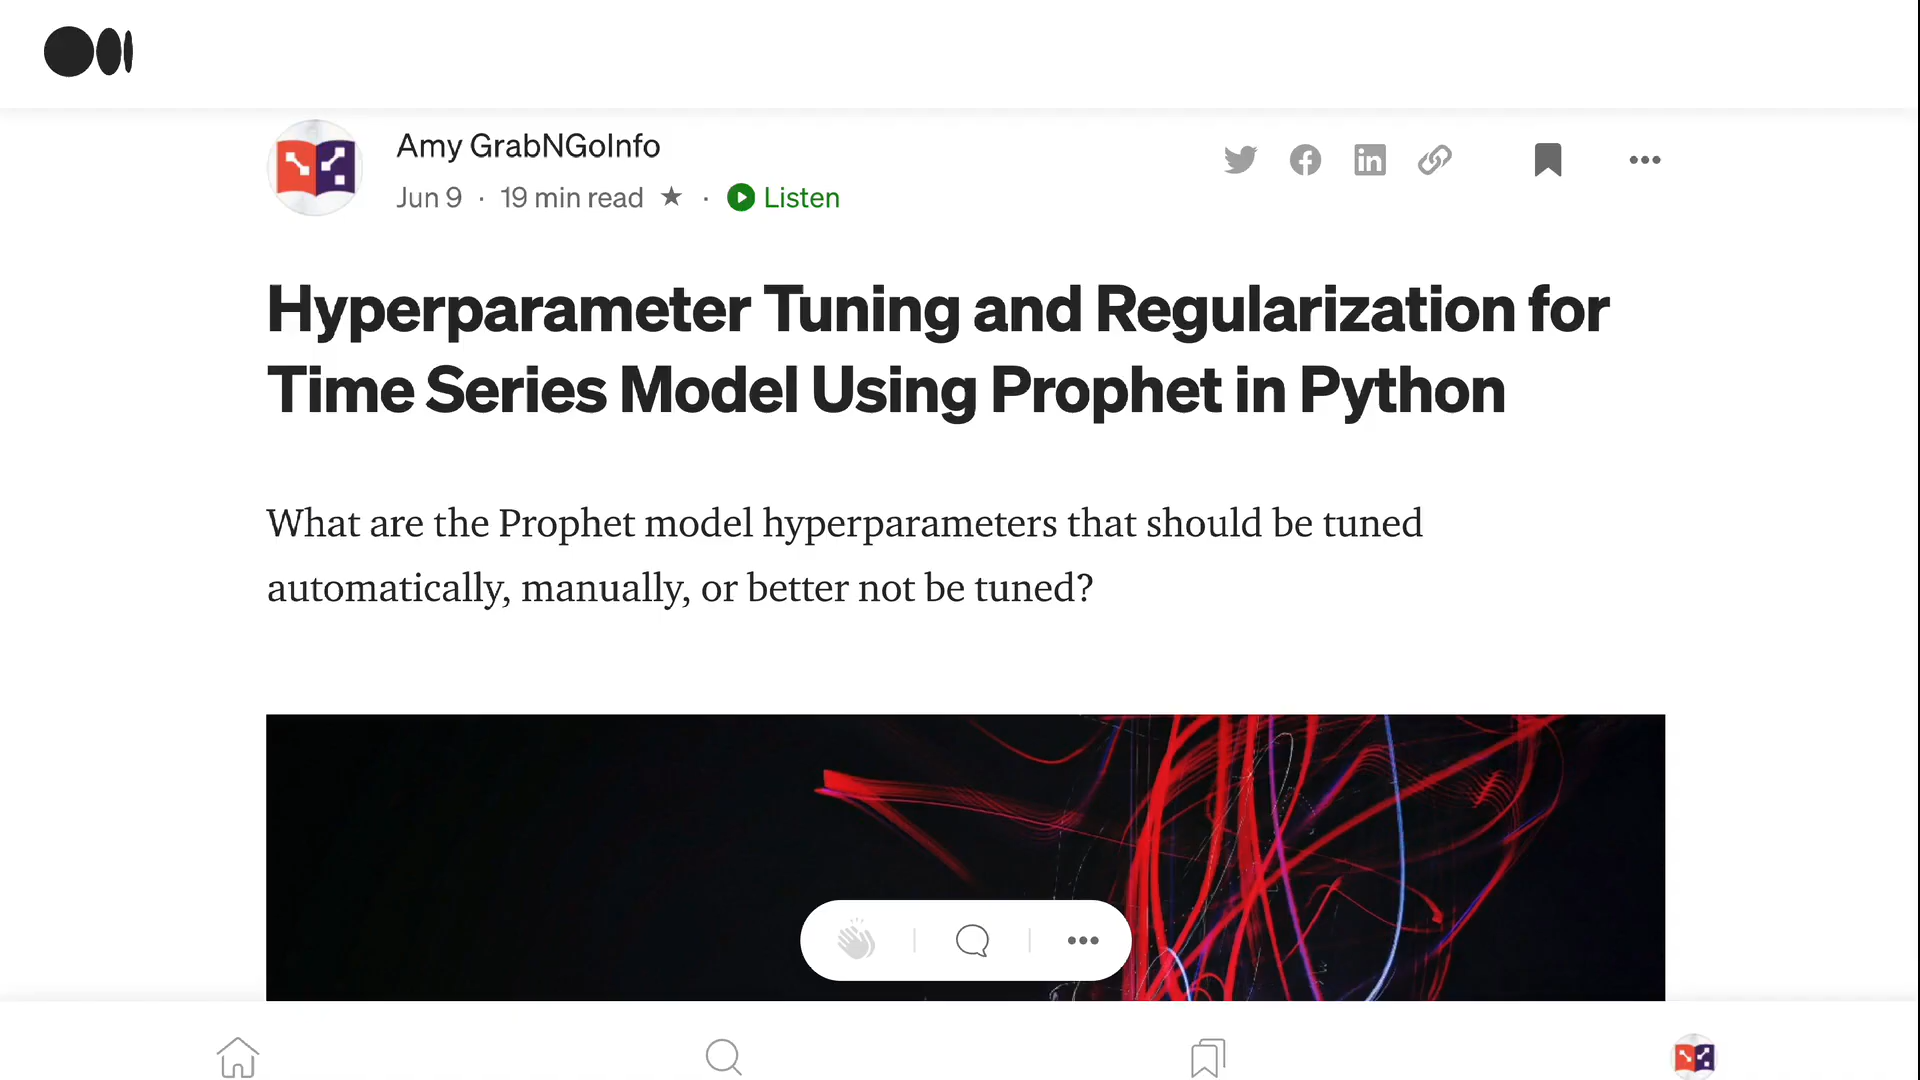 Amy GrabNGoInfo
Jun 9 · 19 min read ★ · Listen
Hyperparameter Tuning and Regularization for
Time Series Model Using Prophet in Python
What are the Prophet model hyperparameters that should be tuned
automatically, manually, or better not be tuned?